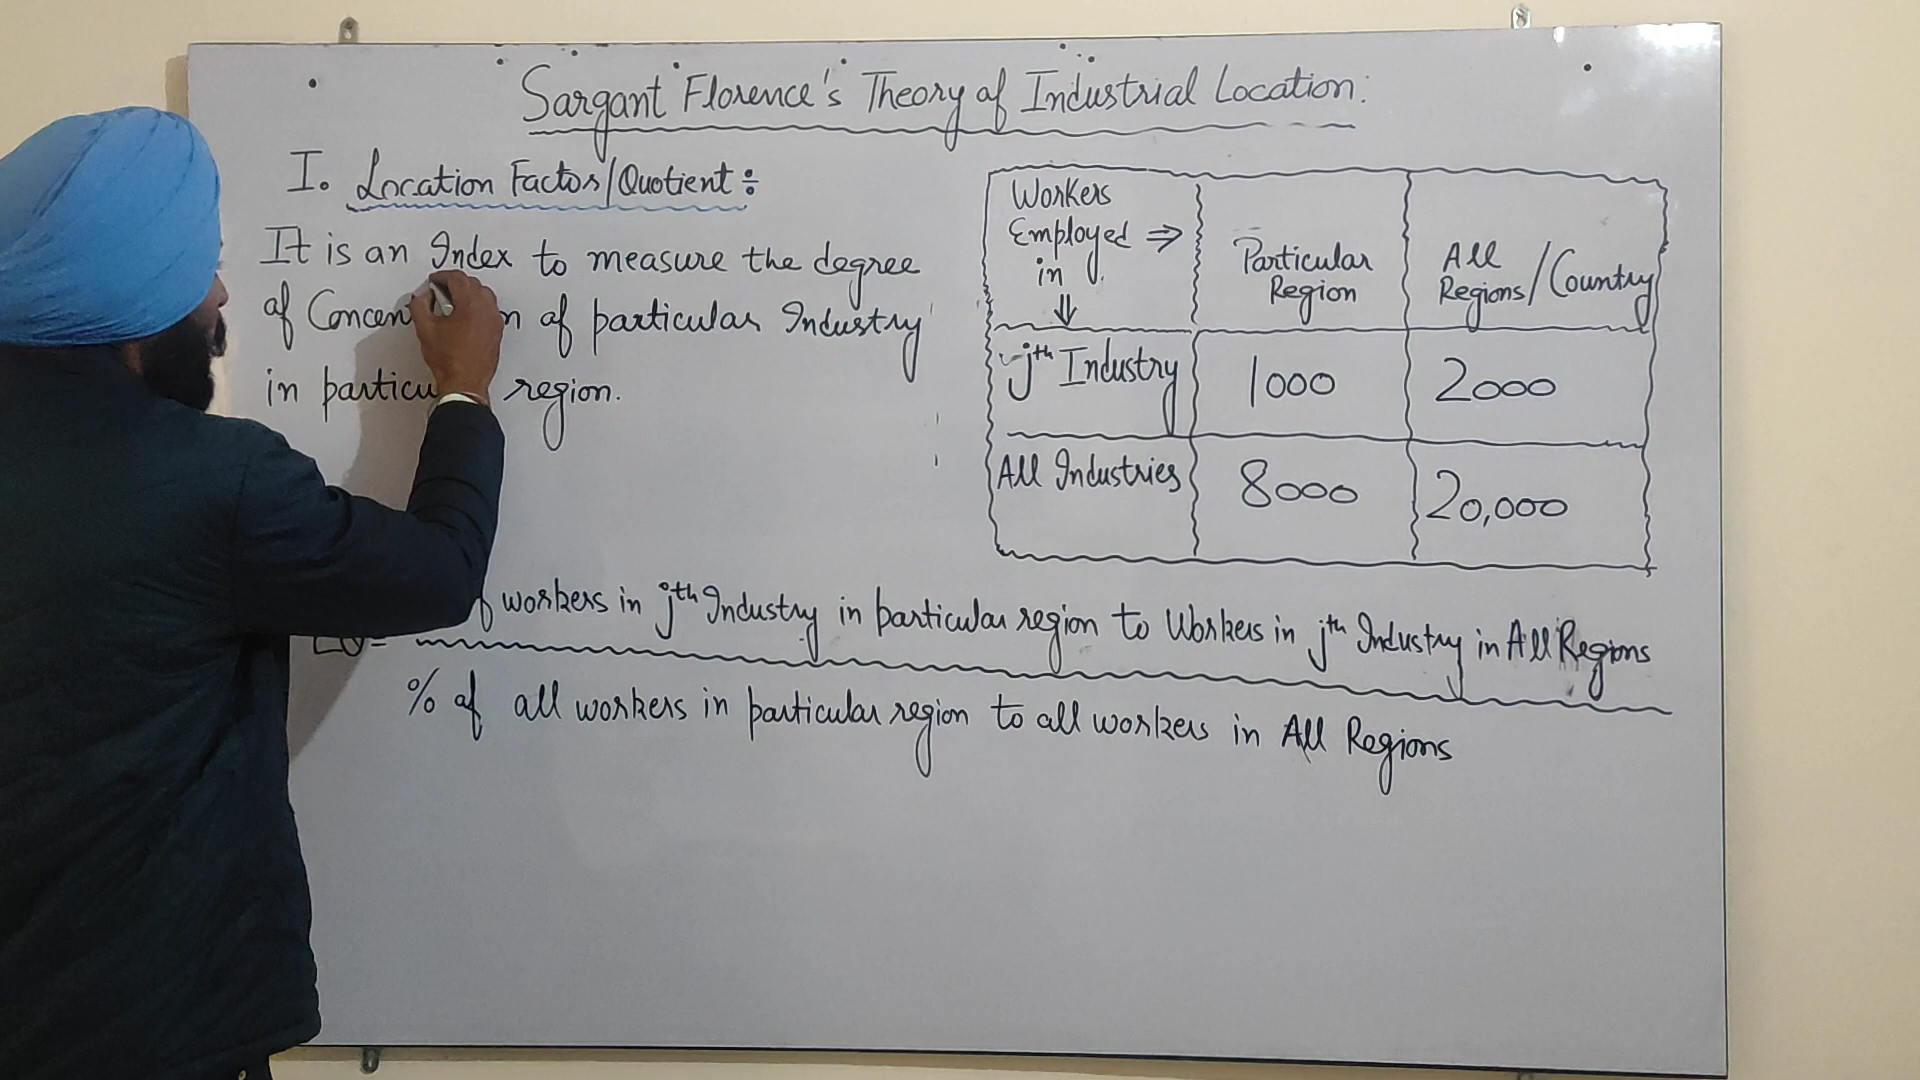 Sargant Florence's Theory of Industrial Location:
I. Location Factor/Quotient:
It is an Index to measure the degree
of Concen n of particular Industry
in particu region.
Workers
Employed ⇒
in
⇓
Particular
Region
All
Regions/Country
jth Industry
1000
2000
All Industries
8000
20,000
workers in jth Industry in particular region to Workers in jth Industry in All Regions
% of all workers in particular region to all workers in All Regions